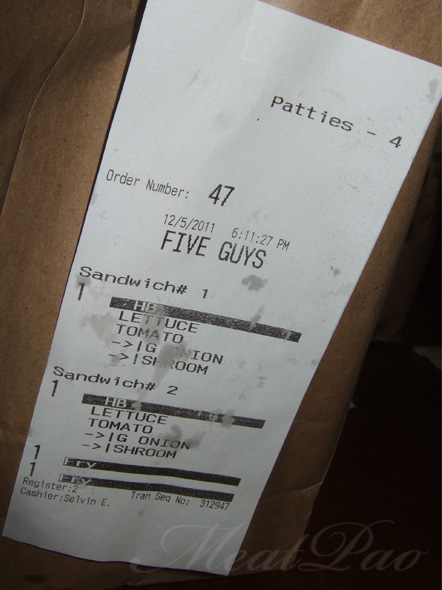 Patties - 4
Order Number: 47
12/5/2011 6:11:27 PM
FIVE GUYS
Sandwich# 1
1 HB
LETTUCE
TOMATO
->|G ONION
->|SHROOM
Sandwich# 2
1 HB
LETTUCE
TOMATO
->|G ONION
->|SHROOM
1 Fry
1 Fry
Register:2 Tran Seq No: 312947
Cashier:Selvin E.
MeatPao